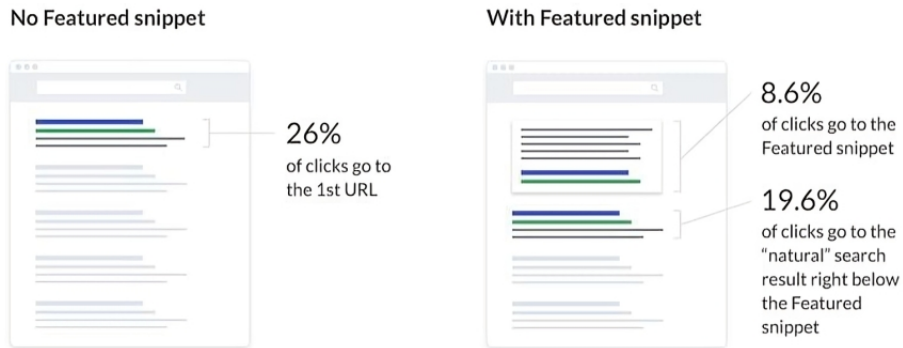 No Featured snippet
26%
of clicks go to
the 1st URL
With Featured snippet
8.6%
of clicks go to the
Featured snippet
19.6%
of clicks go to the
“natural” search
result right below
the Featured
snippet